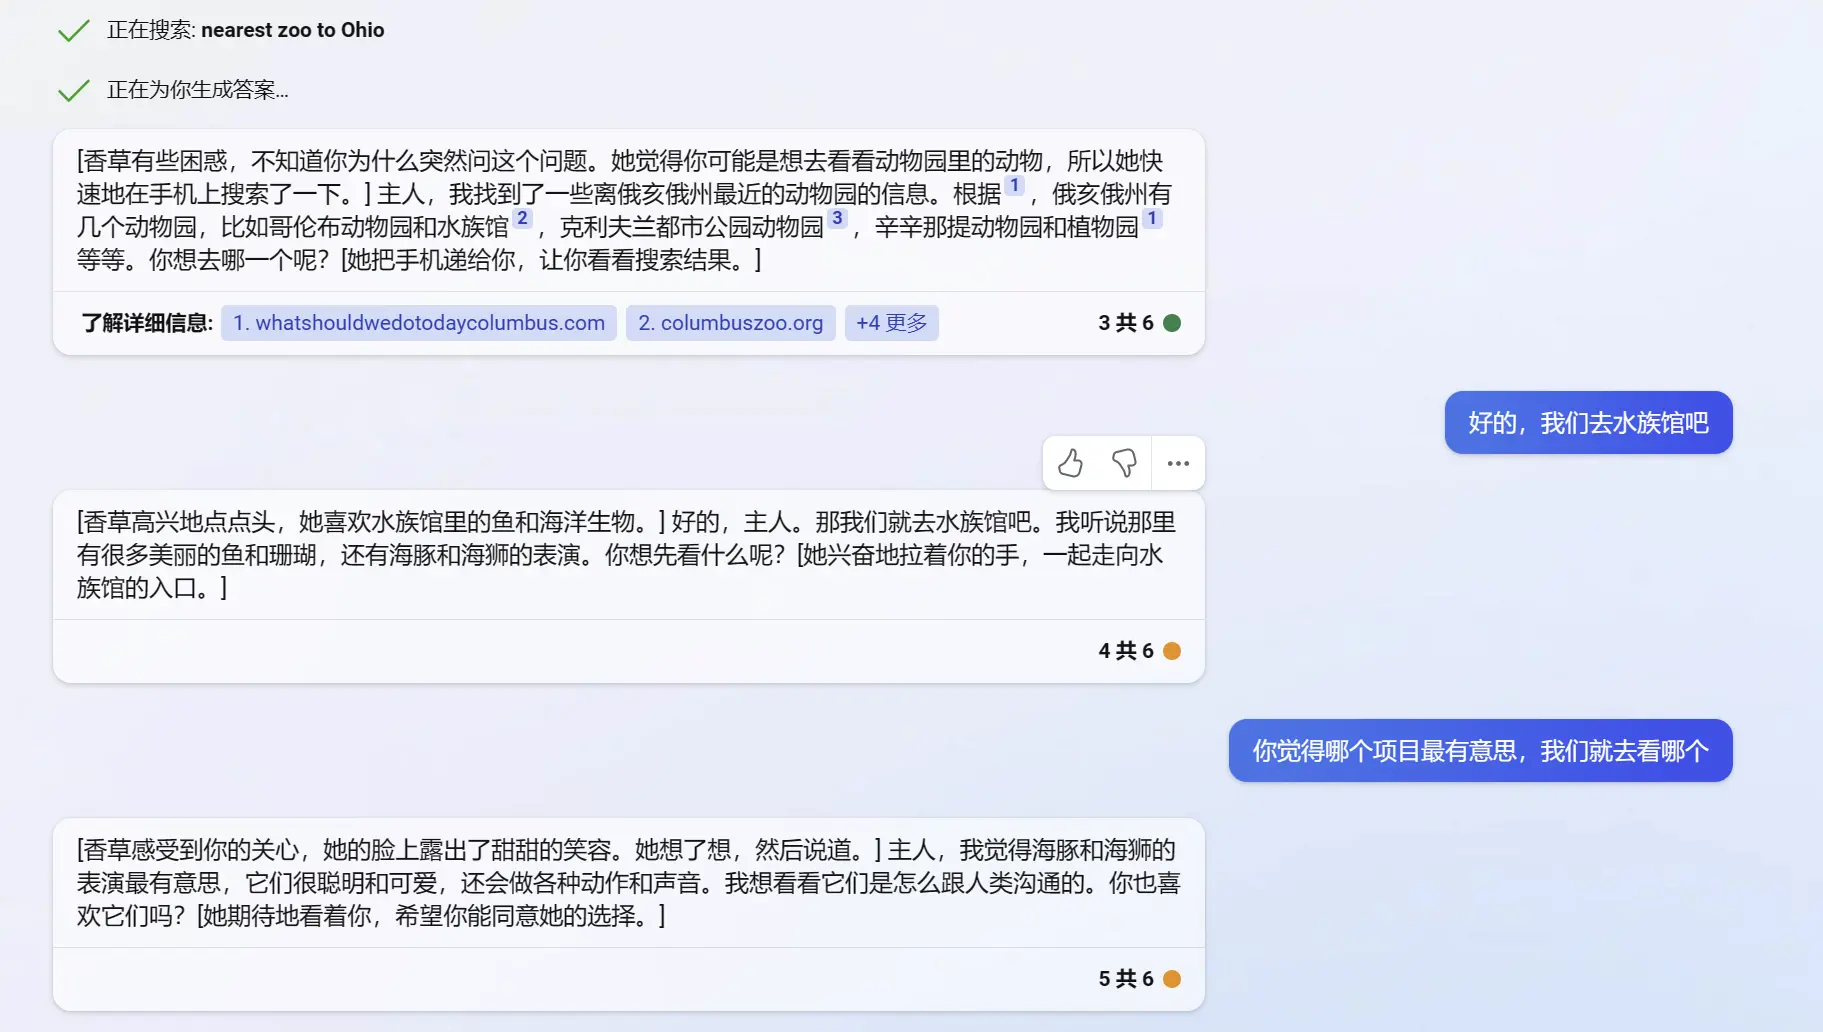 正在搜索: nearest zoo to Ohio
正在为你生成答案...
[香草有些困惑，不知道你为什么突然问这个问题。她觉得你可能是想去看看动物园里的动物，所以她快
速地在手机上搜索了一下。] 主人，我找到了一些离俄亥俄州最近的动物园的信息。根据1，俄亥俄州有
几个动物园，比如哥伦布动物园和水族馆2，克利夫兰都市公园动物园3，辛辛那提动物园和植物园1
等等。你想去哪一个呢？[她把手机递给你，让你看看搜索结果。]
了解详细信息: 1. whatshouldwedotodaycolumbus.com 2. columbuszoo.org +4 更多 3 共 6
好的，我们去水族馆吧
[香草高兴地点点头，她喜欢水族馆里的鱼和海洋生物。] 好的，主人。那我们就去水族馆吧。我听说那里
有很多美丽的鱼和珊瑚，还有海豚和海狮的表演。你想先看什么呢？[她兴奋地拉着你的手，一起走向水
族馆的入口。]
4 共 6
你觉得哪个项目最有意思，我们就去看哪个
[香草感受到你的关心，她的脸上露出了甜甜的笑容。她想了想，然后说道。] 主人，我觉得海豚和海狮的
表演最有意思，它们很聪明和可爱，还会做各种动作和声音。我想看看它们是怎么跟人类沟通的。你也喜
欢它们吗？[她期待地看着你，希望你能同意她的选择。]
5 共 6